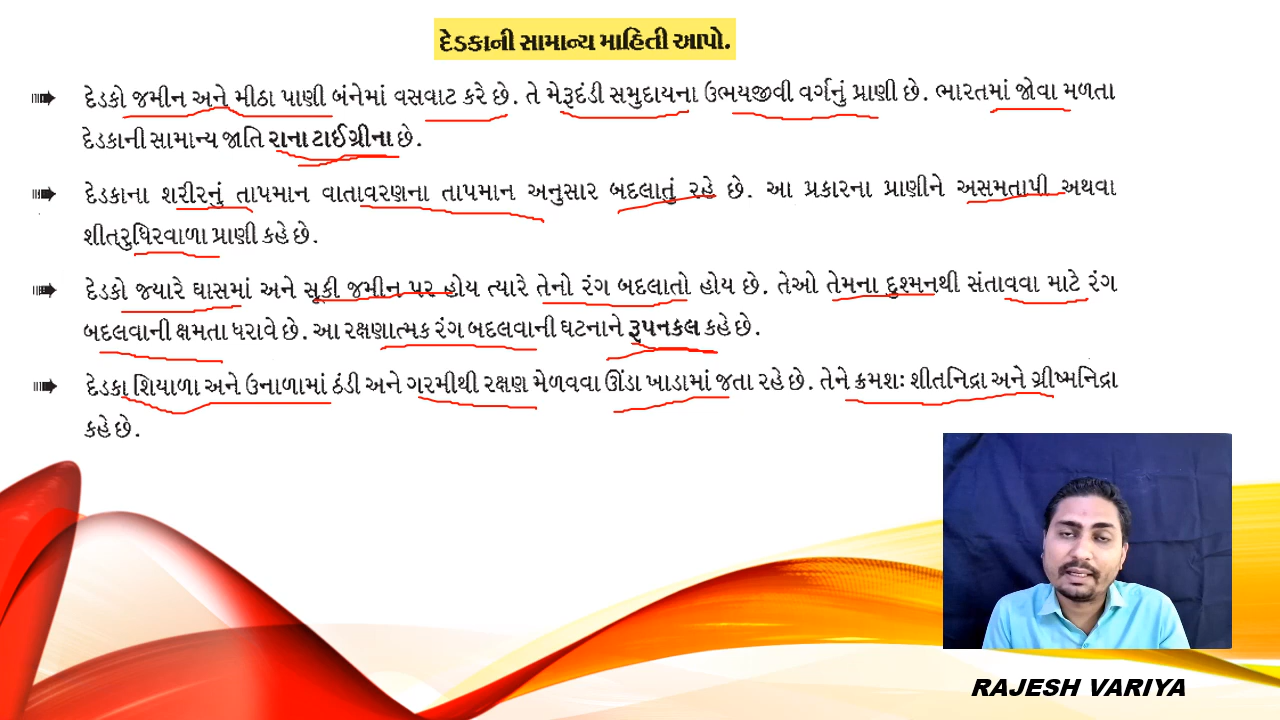 દેડકાની સામાન્ય માહિતી આપો.
દેડકો જમીન અને મીઠા પાણી બંનેમાં વસવાટ કરે છે. તે મેરૂદંડી સમુદાયના ઉભયજીવી વર્ગનું પ્રાણી છે. ભારતમાં જોવા મળતા
દેડકાની સામાન્ય જાતિ રાના ટાઈગ્રીના છે.
દેડકાના શરીરનું તાપમાન વાતાવરણના તાપમાન અનુસાર બદલાતું રહે છે. આ પ્રકારના પ્રાણીને અસમતાપી અથવા
શીતરુધિરવાળા પ્રાણી કહે છે.
દેડકો જ્યારે ઘાસમાં અને સૂકી જમીન પર હોય ત્યારે તેનો રંગ બદલાતો હોય છે. તેઓ તેમના દુશ્મનથી સંતાવવા માટે રંગ
બદલવાની ક્ષમતા ધરાવે છે. આ રક્ષણાત્મક રંગ બદલવાની ઘટનાને રૂપનકલ કહે છે.
દેડકા શિયાળા અને ઉનાળામાં ઠંડી અને ગરમીથી રક્ષણ મેળવવા ઊંડા ખાડામાં જતા રહે છે. તેને ક્રમશઃ શીતનિદ્રા અને ગ્રીષ્મનિદ્રા
કહે છે.
RAJESH VARIYA